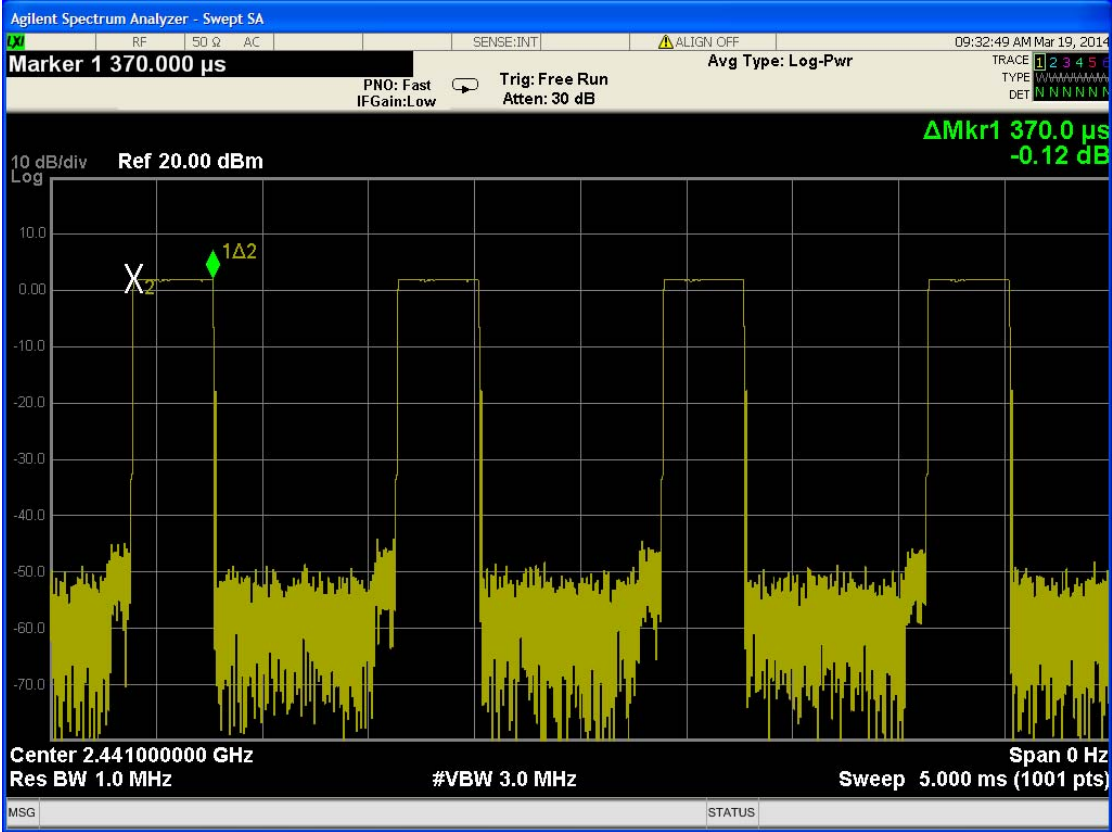 Agilent Spectrum Analyzer - Swept SA
LXI RF 50 Ω AC SENSE:INT ALIGN OFF 09:32:49 AM Mar 19, 2014
Marker 1 370.000 µs
PNO: Fast
IFGain:Low
Trig: Free Run
Atten: 30 dB
Avg Type: Log-Pwr
TRACE 1 2 3 4 5 6
TYPE
DET N N N N N N
ΔMkr1 370.0 µs
-0.12 dB
10 dB/div Ref 20.00 dBm
Log
10.0
0.00
-10.0
-20.0
-30.0
-40.0
-50.0
-60.0
-70.0
1Δ2
X2
Center 2.441000000 GHz Span 0 Hz
Res BW 1.0 MHz #VBW 3.0 MHz Sweep 5.000 ms (1001 pts)
MSG STATUS